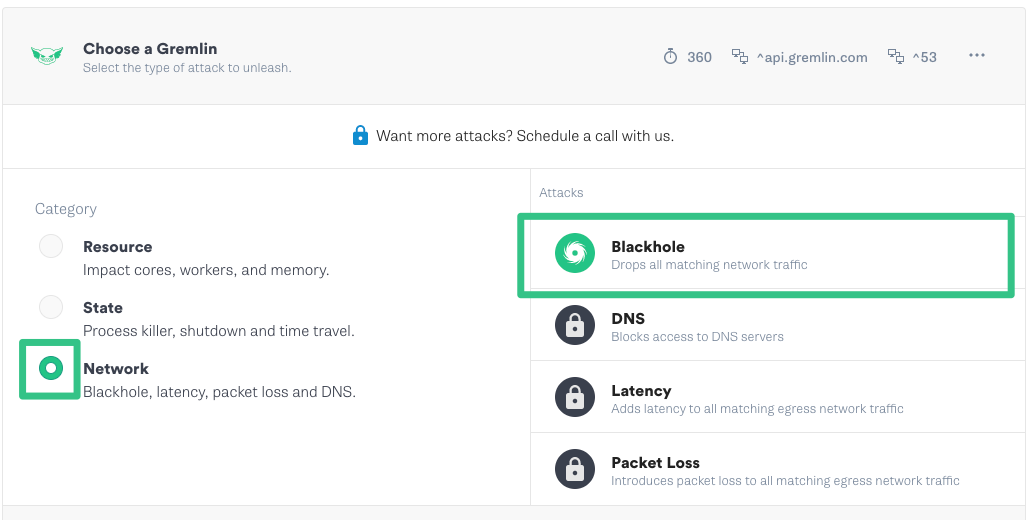 Choose a Gremlin
Select the type of attack to unleash.
360 ^api.gremlin.com ^53 ...
Want more attacks? Schedule a call with us.
Category
Resource
Impact cores, workers, and memory.
State
Process killer, shutdown and time travel.
Network
Blackhole, latency, packet loss and DNS.
Attacks
Blackhole
Drops all matching network traffic
DNS
Blocks access to DNS servers
Latency
Adds latency to all matching egress network traffic
Packet Loss
Introduces packet loss to all matching egress network traffic